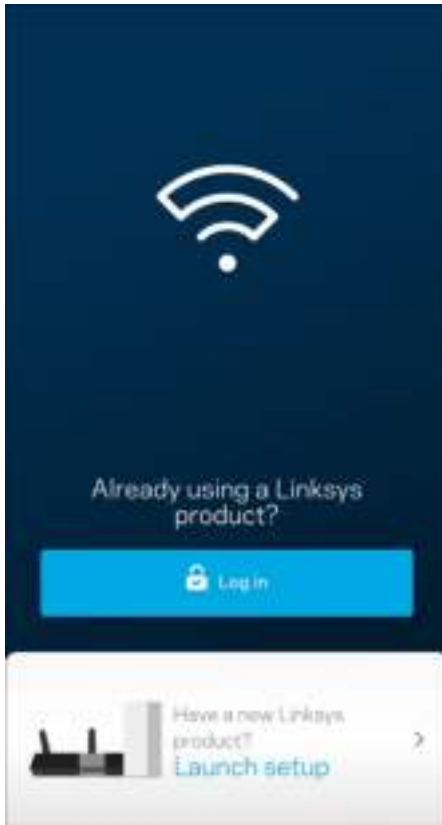 Already using a Linksys
product?
Log in
Have a new Linksys
product?
Launch setup